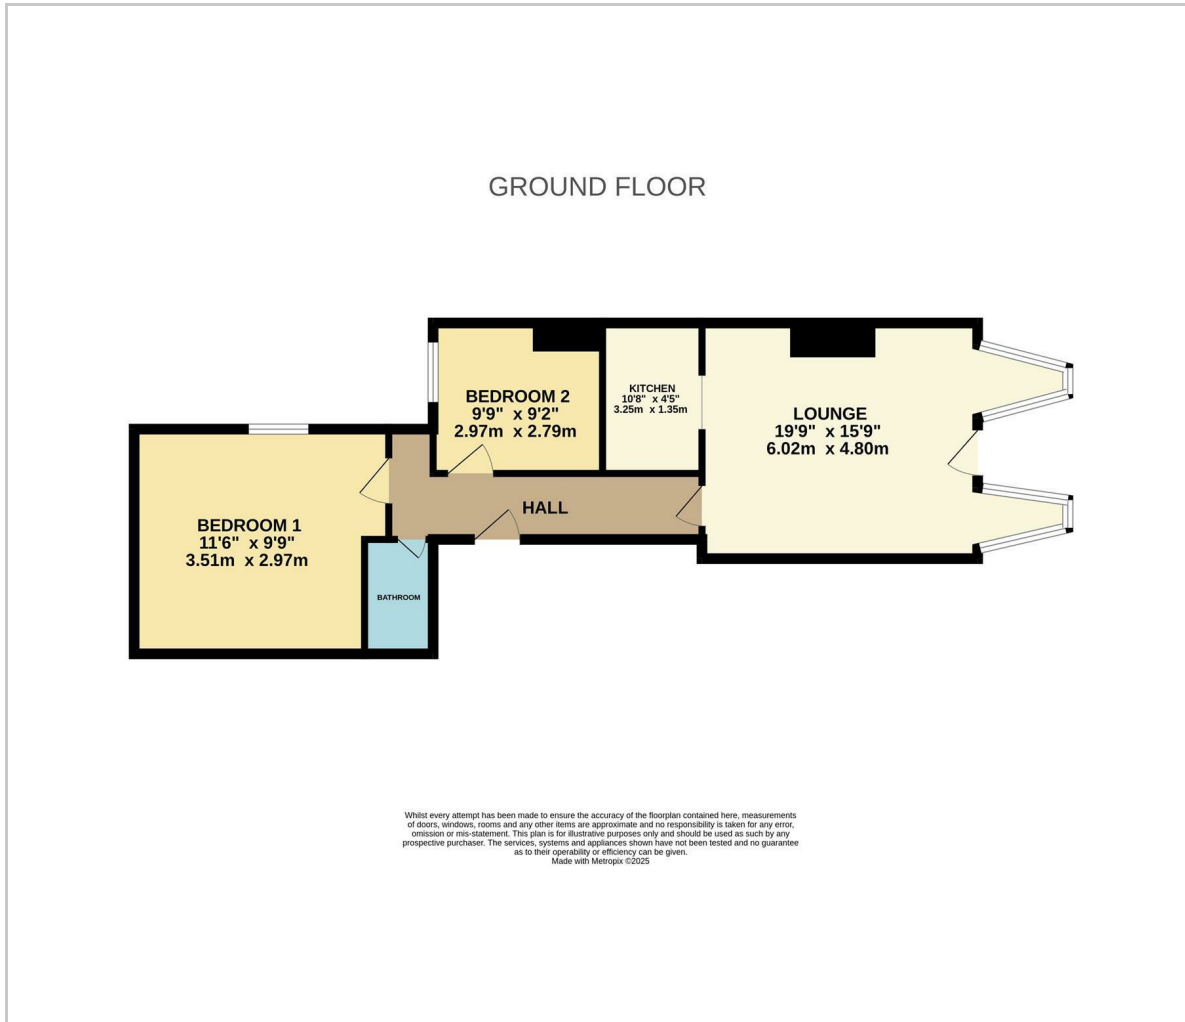 GROUND FLOOR
BEDROOM 2
9'9" x 9'2"
2.97m x 2.79m
KITCHEN
10'8" x 4'5"
3.25m x 1.35m
LOUNGE
19'9" x 15'9"
6.02m x 4.80m
BEDROOM 1
11'6" x 9'9"
3.51m x 2.97m
HALL
BATHROOM
Whilst every attempt has been made to ensure the accuracy of the floorplan contained here, measurements
of doors, windows, rooms and any other items are approximate and no responsibility is taken for any error,
omission or mis-statement. This plan is for illustrative purposes only and should be used as such by any
prospective purchaser. The services, systems and appliances shown have not been tested and no guarantee
as to their operability or efficiency can be given.
Made with Metropix ©2025